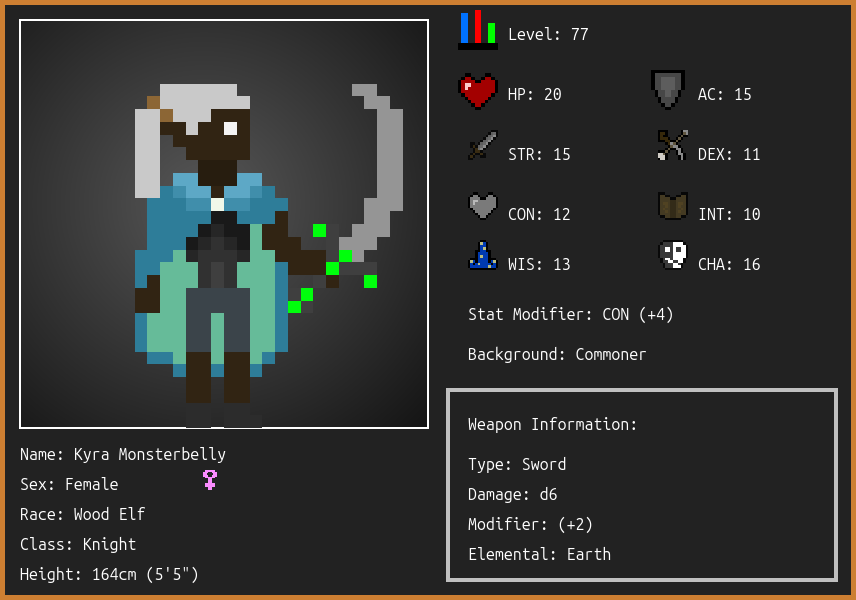 Level: 77
HP: 20
AC: 15
STR: 15
DEX: 11
CON: 12
INT: 10
WIS: 13
CHA: 16
Stat Modifier: CON (+4)
Background: Commoner
Weapon Information:
Type: Sword
Damage: d6
Modifier: (+2)
Elemental: Earth
Name: Kyra Monsterbelly
Sex: Female
Race: Wood Elf
Class: Knight
Height: 164cm (5'5")